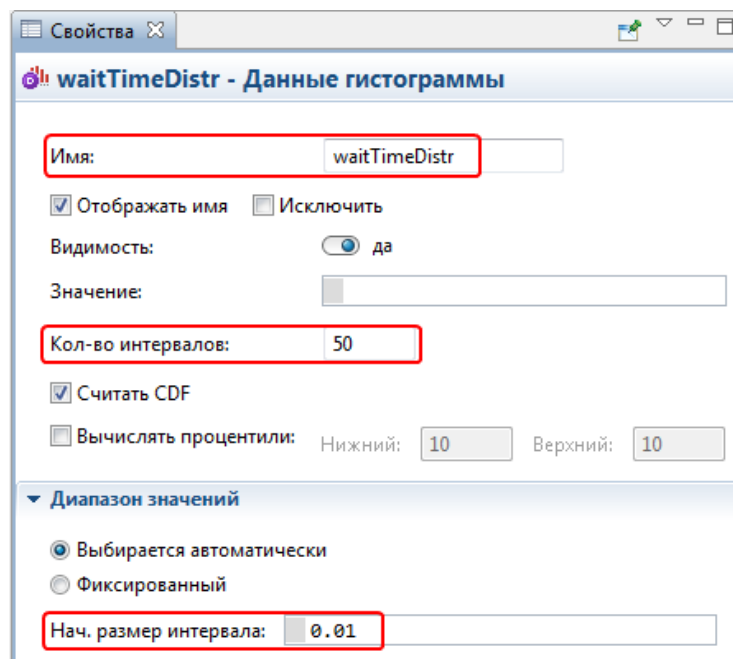 Свойства
waitTimeDistr - Данные гистограммы
Имя: waitTimeDistr
Отображать имя Исключить
Видимость: да
Значение:
Кол-во интервалов: 50
Считать CDF
Вычислять процентили: Нижний: 10 Верхний: 10
Диапазон значений
Выбирается автоматически
Фиксированный
Нач. размер интервала: 0.01